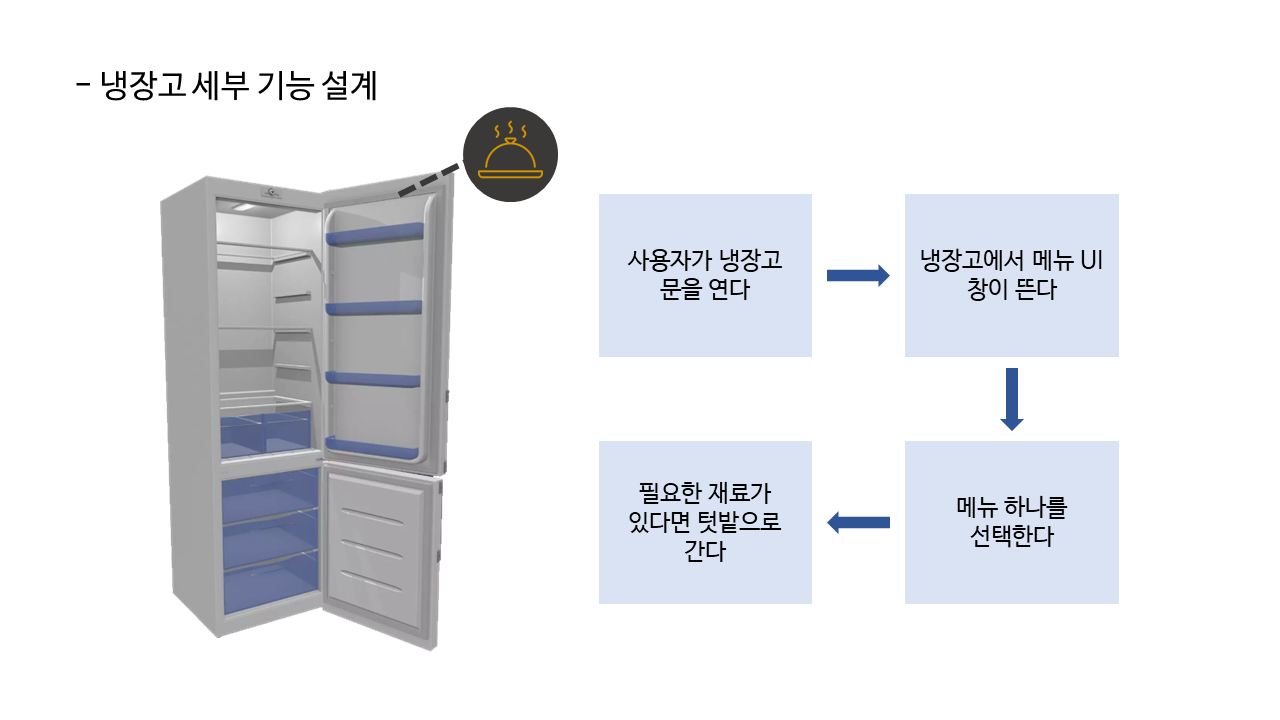 - 냉장고 세부 기능 설계
사용자가 냉장고
문을 연다
냉장고에서 메뉴 UI
창이 뜬다
메뉴 하나를
선택한다
필요한 재료가
있다면 텃밭으로
간다